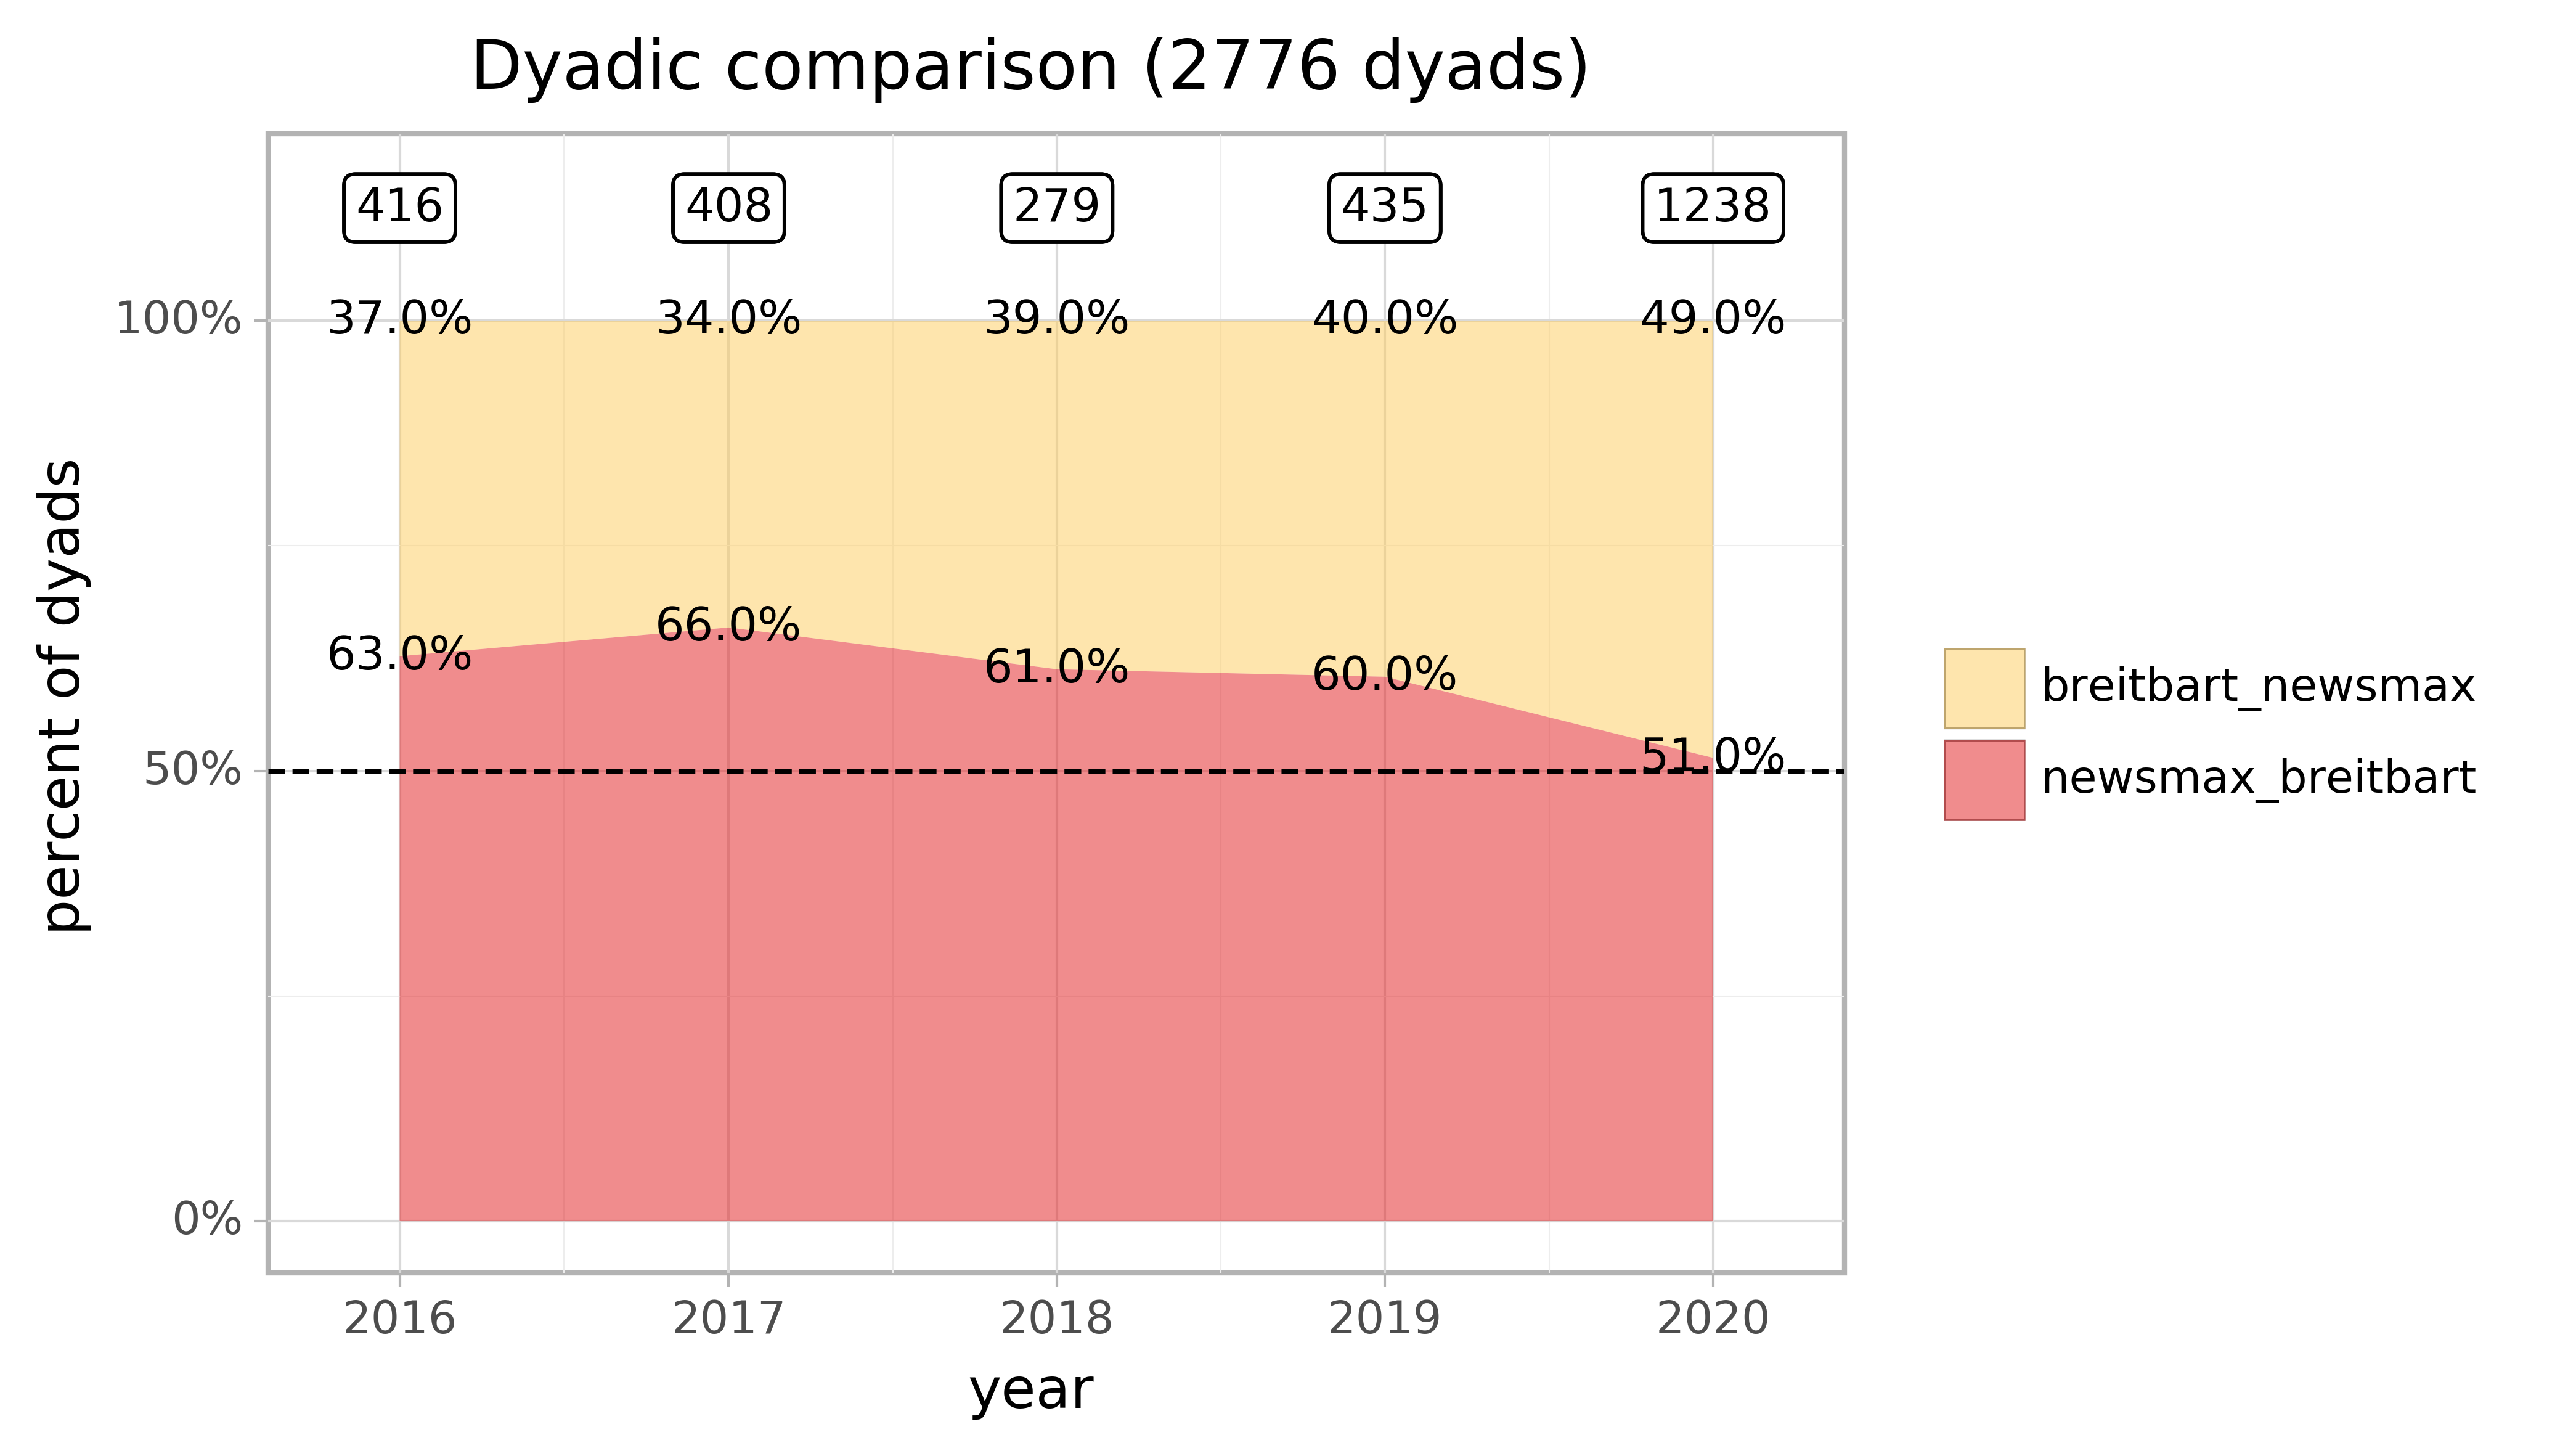 Dyadic comparison (2776 dyads)
416 408 279 435 1238
100%
37.0% 34.0% 39.0% 40.0% 49.0%
63.0% 66.0% 61.0% 60.0% 51.0%
50%
0%
2016 2017 2018 2019 2020
year
percent of dyads
breitbart_newsmax
newsmax_breitbart